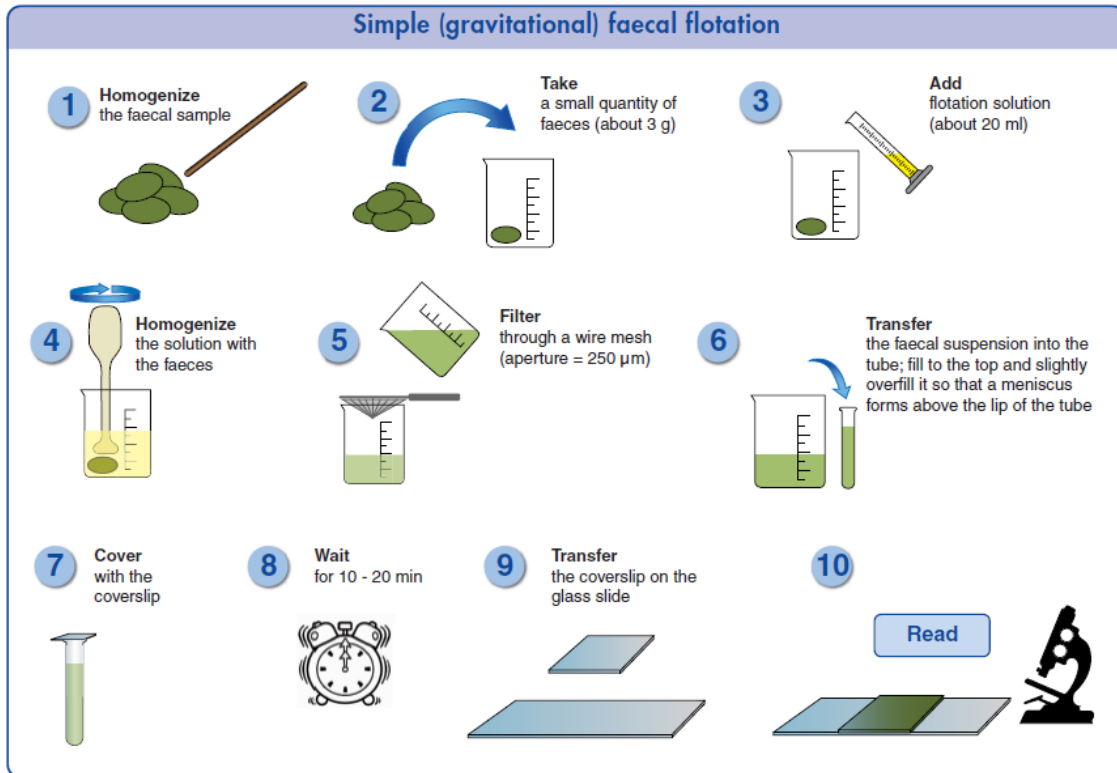 Simple (gravitational) faecal flotation
1
Homogenize
the faecal sample
2
Take
a small quantity of
faeces (about 3 g)
3
Add
flotation solution
(about 20 ml)
4
Homogenize
the solution with
the faeces
5
Filter
through a wire mesh
(aperture = 250 µm)
6
Transfer
the faecal suspension into the
tube; fill to the top and slightly
overfill it so that a meniscus
forms above the lip of the tube
7
Cover
with the
coverslip
8
Wait
for 10 - 20 min
9
Transfer
the coverslip on the
glass slide
10
Read